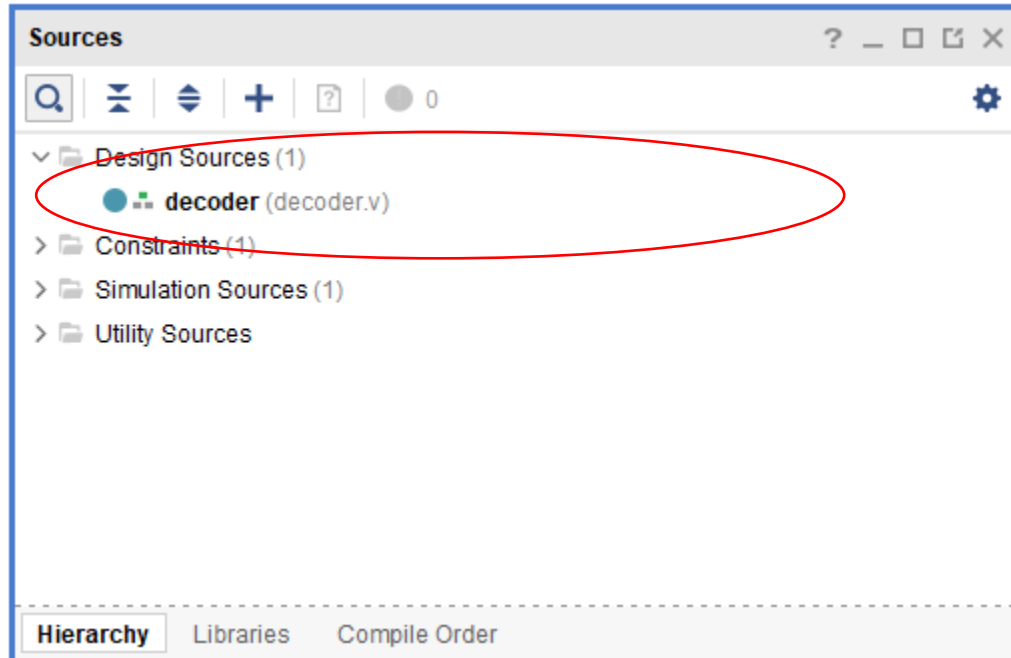 Sources
? 
? 0
Design Sources (1)
decoder (decoder.v)
Constraints (1)
Simulation Sources (1)
Utility Sources
Hierarchy Libraries Compile Order